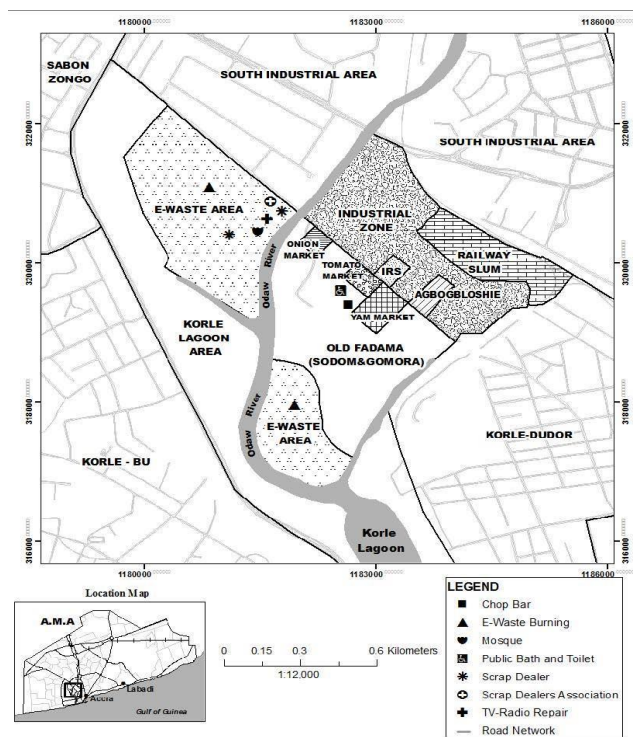 1180000 1183000 1186000
SABON
ZONGO
SOUTH INDUSTRIAL AREA
322000
322000
SOUTH INDUSTRIAL AREA
E-WASTE AREA
INDUSTRIAL
ZONE
ONION
MARKET
RAILWAY
SLUM
320000
320000
TOMATO
MARKET
IRS
AGBOGBLOSHIE
Odaw River
YAM MARKET
KORLE
LAGOON
AREA
OLD FADAMA
(SODOM&GOMORA)
318000
318000
Odaw River
E-WASTE
AREA
KORLE-DUDOR
KORLE - BU
316000
316000
Korle
Lagoon
1180000 1183000 1186000
Location Map
A.M.A
Labadi
Accra
Gulf of Guinea
0 0.15 0.3 0.6 Kilometers
1:12,000
LEGEND
Chop Bar
E-Waste Burning
Mosque
Public Bath and Toilet
Scrap Dealer
Scrap Dealers Association
TV-Radio Repair
Road Network